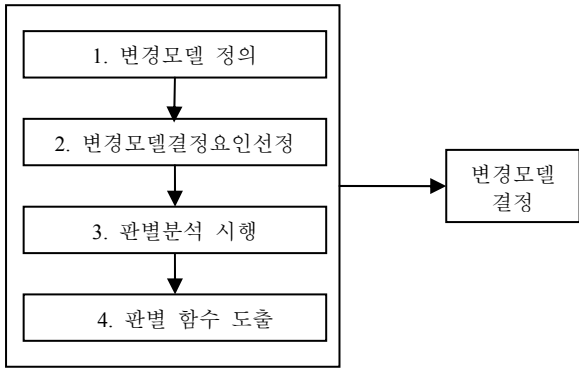 1. 변경모델 정의
2. 변경모델결정요인선정
3. 판별분석 시행
4. 판별 함수 도출
변경모델
결정